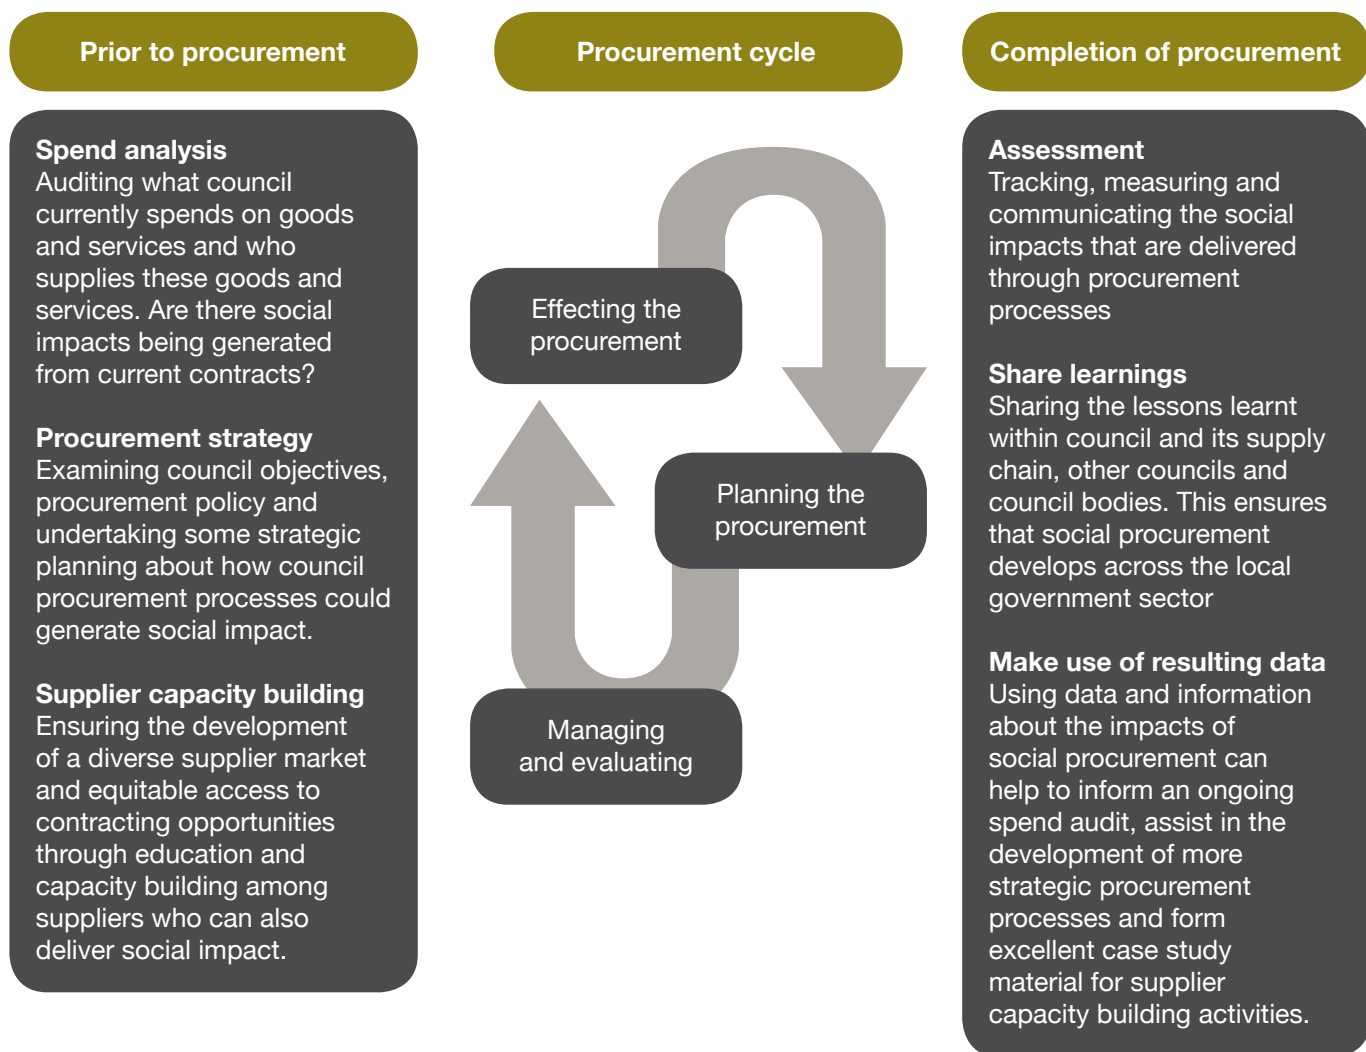 Prior to procurement
Spend analysis
Auditing what council
currently spends on goods
and services and who
supplies these goods and
services. Are there social
impacts being generated
from current contracts?
Procurement strategy
Examining council objectives,
procurement policy and
undertaking some strategic
planning about how council
procurement processes could
generate social impact.
Supplier capacity building
Ensuring the development
of a diverse supplier market
and equitable access to
contracting opportunities
through education and
capacity building among
suppliers who can also
deliver social impact.
Procurement cycle
Effecting the
procurement
Planning the
procurement
Managing
and evaluating
Completion of procurement
Assessment
Tracking, measuring and
communicating the social
impacts that are delivered
through procurement
processes
Share learnings
Sharing the lessons learnt
within council and its supply
chain, other councils and
council bodies. This ensures
that social procurement
develops across the local
government sector
Make use of resulting data
Using data and information
about the impacts of
social procurement can
help to inform an ongoing
spend audit, assist in the
development of more
strategic procurement
processes and form
excellent case study
material for supplier
capacity building activities.